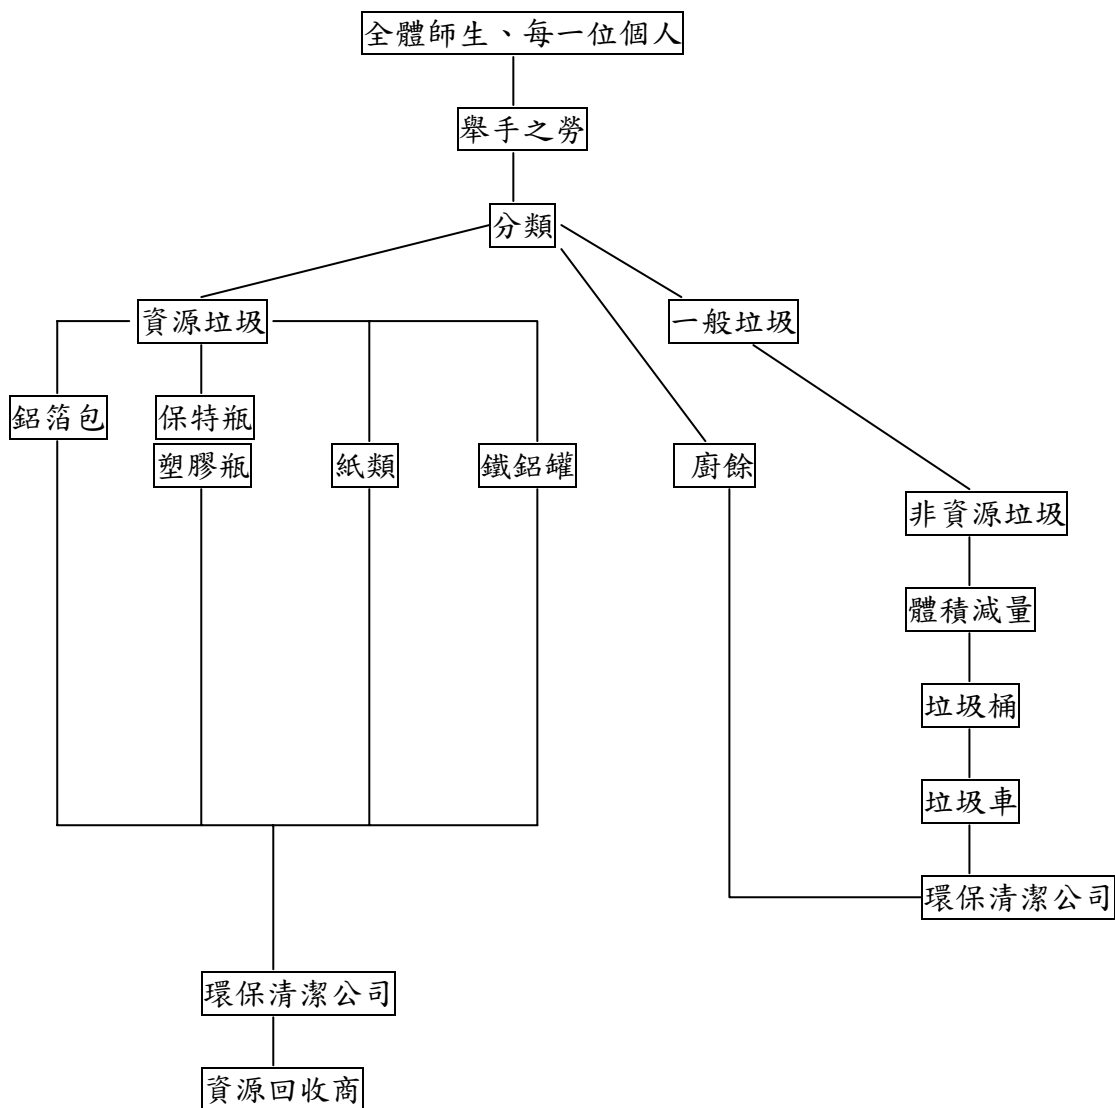 全體師生、每一位個人
舉手之勞
分類
資源垃圾
一般垃圾
鋁箔包
保特瓶
塑膠瓶
紙類
鐵鋁罐
廚餘
非資源垃圾
體積減量
垃圾桶
垃圾車
環保清潔公司
環保清潔公司
資源回收商